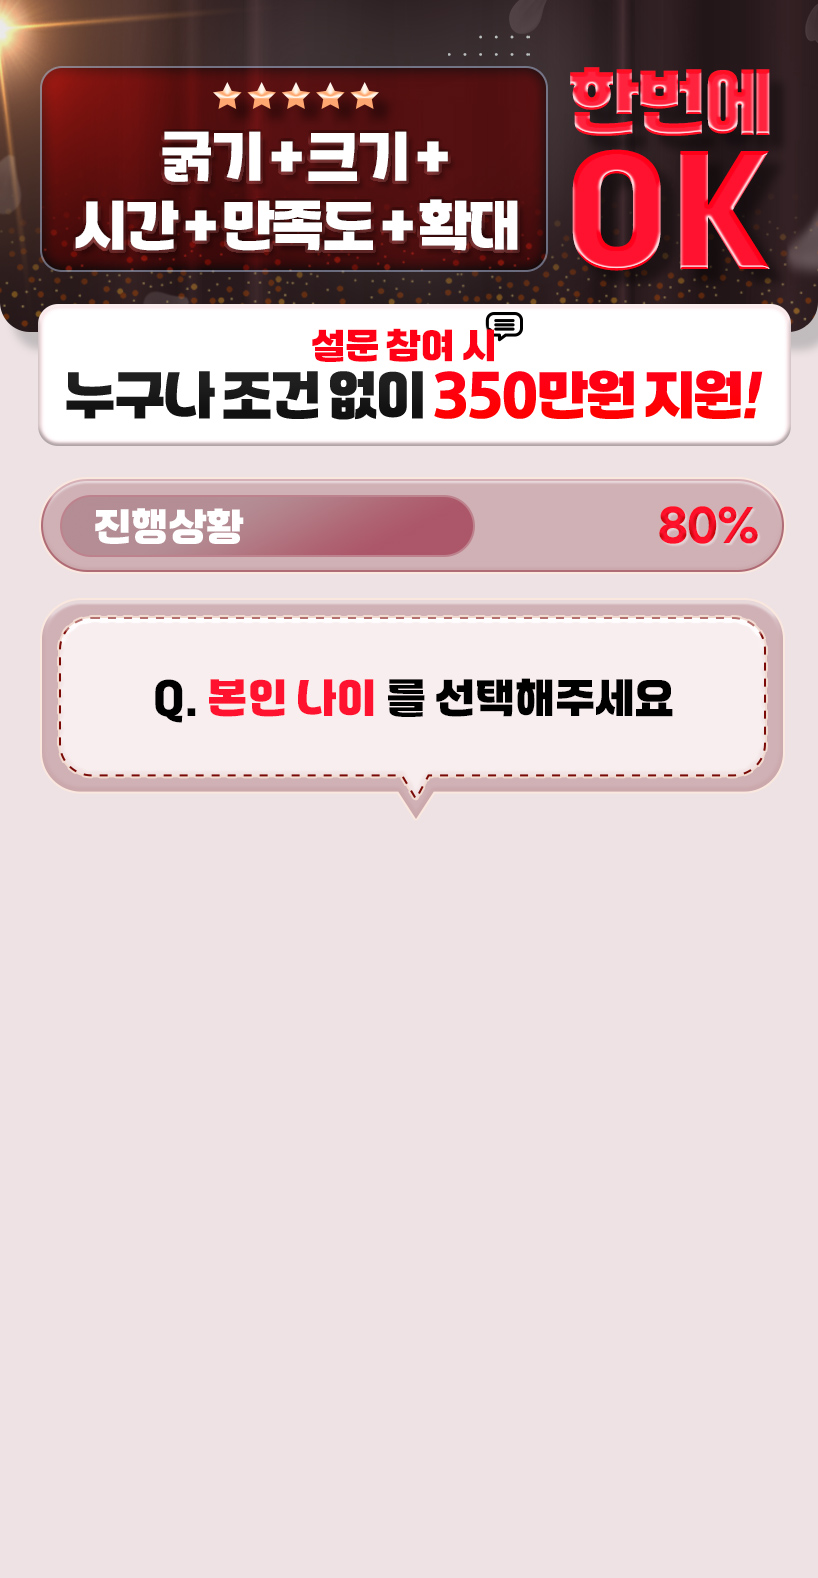 굵기+크기+
시간+만족도+확대
한번에
OK
설문 참여 시
누구나 조건 없이 350만원 지원!
진행상황
80%
Q. 본인 나이 를 선택해주세요